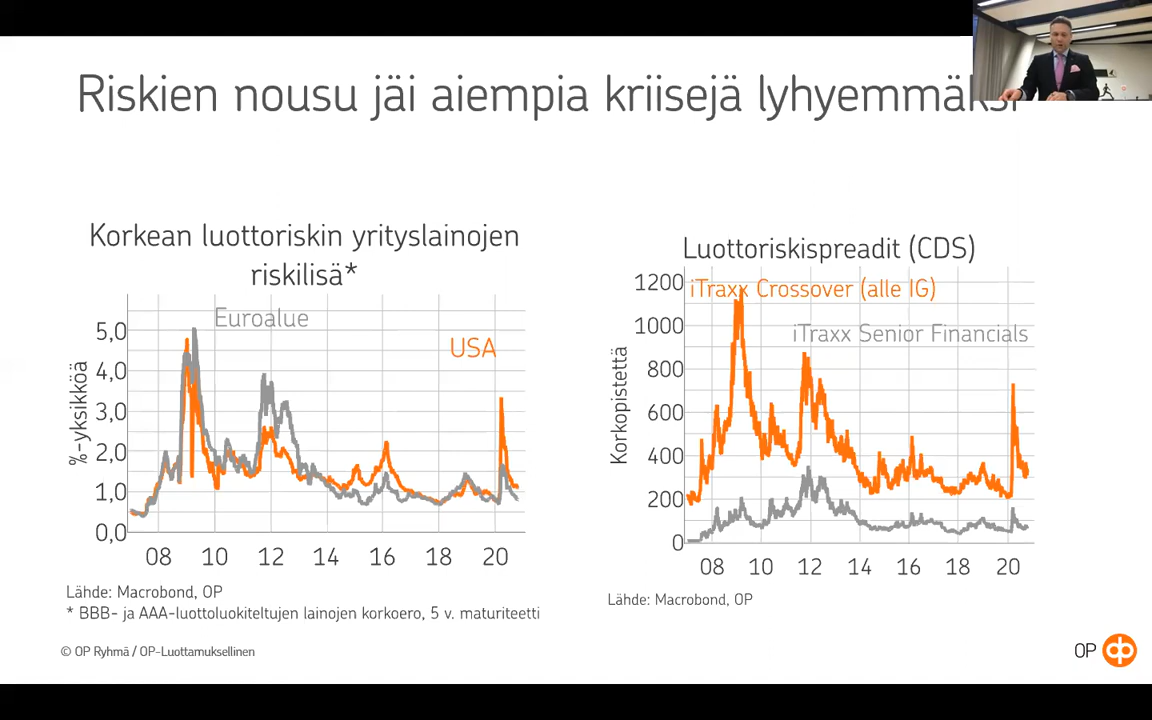 Riskien nousu jäi aiempia kriisejä lyhyemmäksi
Korkean luottoriskin yrityslainojen
riskilisä*
Euroalue
USA
%-yksikköä
5,0
4,0
3,0
2,0
1,0
0,0
08 10 12 14 16 18 20
Lähde: Macrobond, OP
* BBB- ja AAA-luottoluokiteltujen lainojen korkoero, 5 v. maturiteetti
Luottoriskispreadit (CDS)
iTraxx Crossover (alle IG)
iTraxx Senior Financials
Korkopistettä
1200
1000
800
600
400
200
0
08 10 12 14 16 18 20
Lähde: Macrobond, OP
© OP Ryhmä / OP-Luottamuksellinen
OP